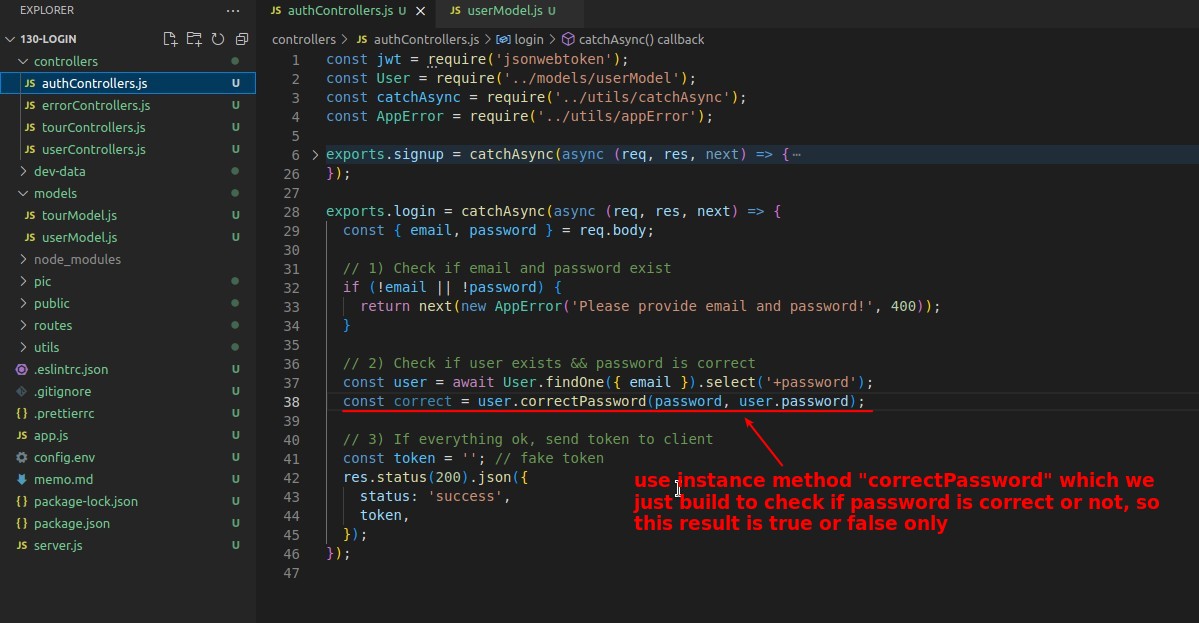 EXPLORER
130-LOGIN
controllers
JS authControllers.js U
JS errorControllers.js U
JS tourControllers.js U
JS userControllers.js U
dev-data
models
JS tourModel.js U
JS userModel.js U
node_modules
pic
public
routes
utils
.eslintrc.json U
.gitignore U
{} .prettierrc U
JS app.js U
config.env U
memo.md U
{} package-lock.json U
{} package.json U
JS server.js U
JS authControllers.js U
JS userModel.js U
controllers > JS authControllers.js > login > catchAsync() callback
1 const jwt = require('jsonwebtoken');
2 const User = require('../models/userModel');
3 const catchAsync = require('../utils/catchAsync');
4 const AppError = require('../utils/appError');
5
6 exports.signup = catchAsync(async (req, res, next) => {…
26 });
27
28 exports.login = catchAsync(async (req, res, next) => {
29 const { email, password } = req.body;
30
31 // 1) Check if email and password exist
32 if (!email || !password) {
33 return next(new AppError('Please provide email and password!', 400));
34 }
35
36 // 2) Check if user exists && password is correct
37 const user = await User.findOne({ email }).select('+password');
38 const correct = user.correctPassword(password, user.password);
39
40 // 3) If everything ok, send token to client
41 const token = ''; // fake token
42 res.status(200).json({
43 status: 'success',
44 token,
45 });
46 });
47
use instance method "correctPassword" which we
just build to check if password is correct or not, so
this result is true or false only